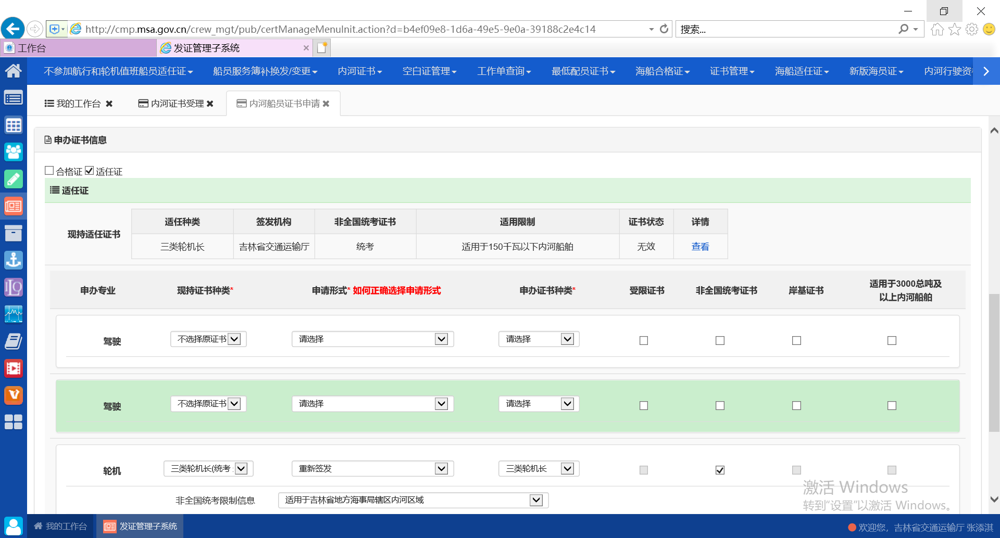 http://cmp.msa.gov.cn/crew_mgt/pub/certManageMenuInit.action?d=b4ef09e8-1d6a-49e5-9e0a-39188c2e4c14
搜索...
工作台
发证管理子系统
不参加航行和轮机值班船员适任证 船员服务簿补换发/变更 内河证书 空白证管理 工作单查询 最低配员证书 海船合格证 证书管理 海船适任证 新版海员证 内河行驶资
我的工作台 内河证书受理 内河船员证书申请
申办证书信息
合格证 适任证
适任证
适任种类 签发机构 非全国统考证书 适用限制 证书状态 详情
现持适任证书
三类轮机长 吉林省交通运输厅 统考 适用于150千瓦以下内河船舶 无效 查看
申办专业 现持证书种类* 申请形式* 如何正确选择申请形式 申办证书种类* 受限证书 非全国统考证书 岸基证书 适用于3000总吨及
以上内河船舶
驾驶 不选择原证书 请选择 请选择
驾驶 不选择原证书 请选择 请选择
轮机 三类轮机长(统考 重新签发 三类轮机长
非全国统考限制信息 适用于吉林省地方海事局辖区内河区域
激活 Windows
转到“设置”以激活 Windows。
我的工作台 发证管理子系统 欢迎您，吉林省交通运输厅 张添淇